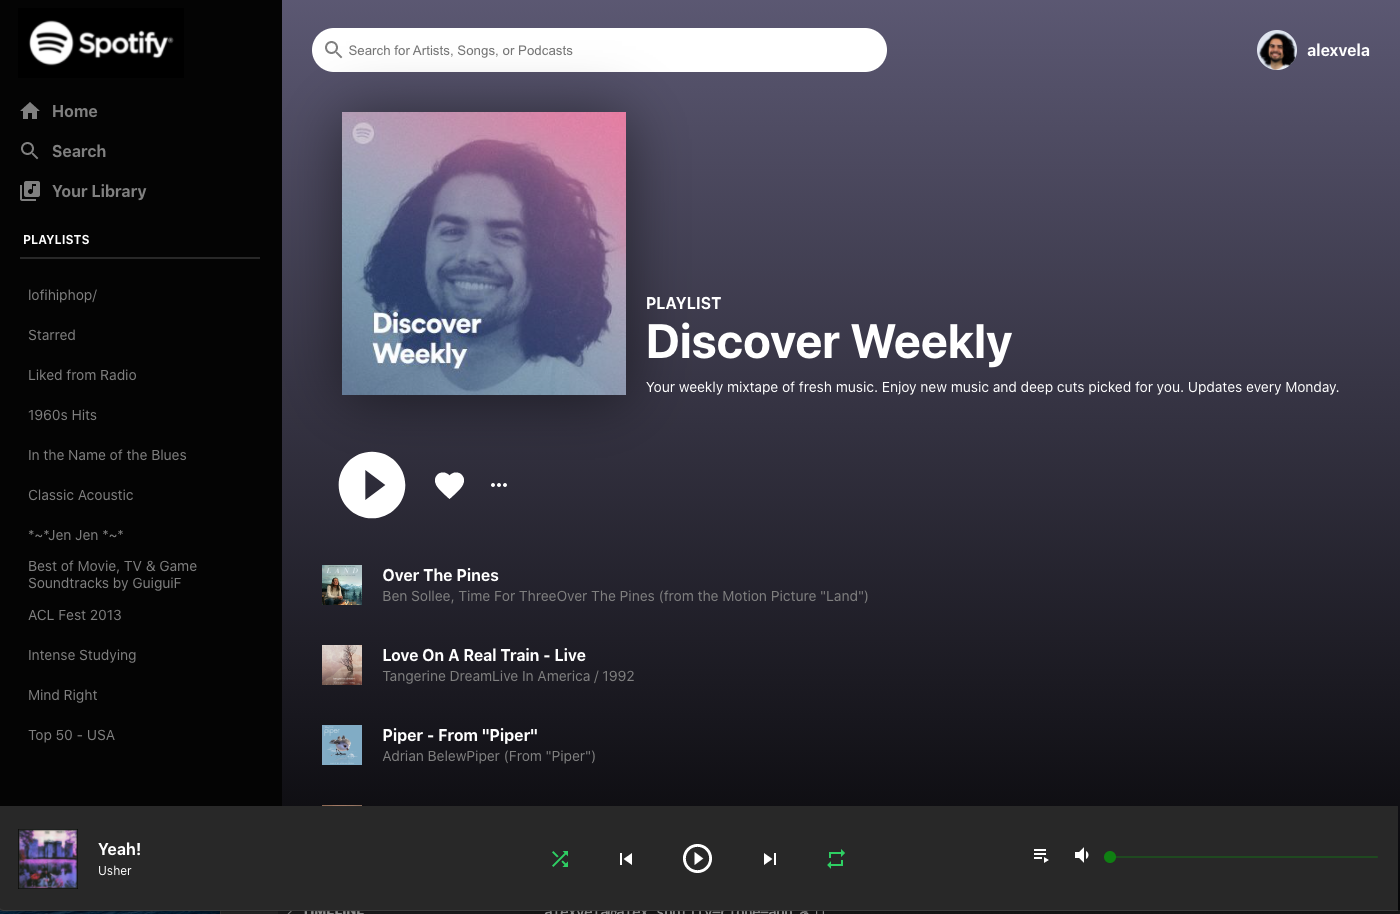 Spotify
Search for Artists, Songs, or Podcasts
alexvela
Home
Search
Your Library
PLAYLISTS
lofihiphop/
Starred
Liked from Radio
1960s Hits
In the Name of the Blues
Classic Acoustic
*~*Jen Jen *~*
Best of Movie, TV & Game
Soundtracks by GuiguiF
ACL Fest 2013
Intense Studying
Mind Right
Top 50 - USA
Discover
Weekly
PLAYLIST
Discover Weekly
Your weekly mixtape of fresh music. Enjoy new music and deep cuts picked for you. Updates every Monday.
LAND
Over The Pines
Ben Sollee, Time For ThreeOver The Pines (from the Motion Picture "Land")
Love On A Real Train - Live
Tangerine DreamLive In America / 1992
piper
Piper - From "Piper"
Adrian BelewPiper (From "Piper")
Yeah!
Usher
TIMELINE